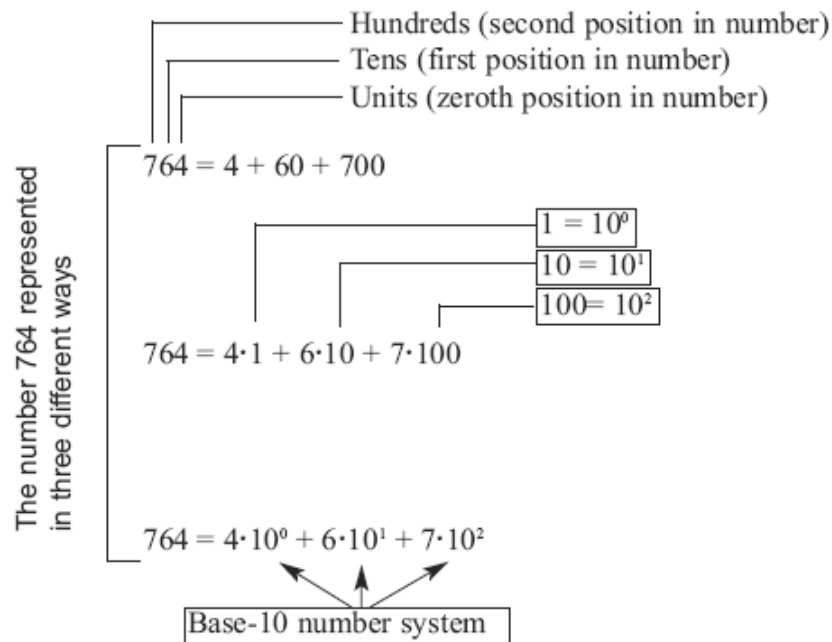 Hundreds (second position in number)
Tens (first position in number)
Units (zeroth position in number)
The number 764 represented
in three different ways
764 = 4 + 60 + 700
1 = 10⁰
10 = 10¹
100= 10²
764 = 4·1 + 6·10 + 7·100
764 = 4·10⁰ + 6·10¹ + 7·10²
Base-10 number system